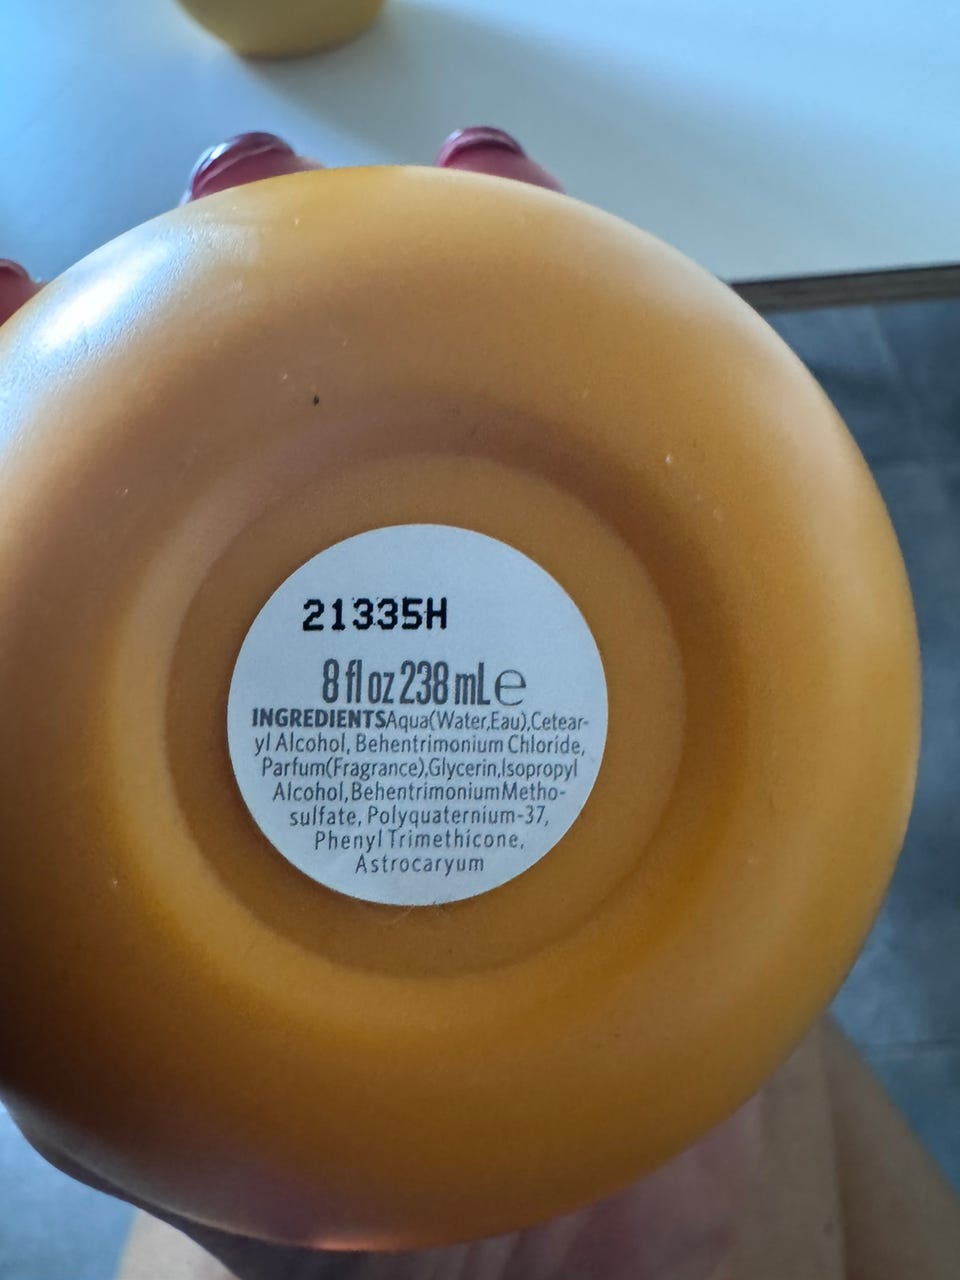 21335H
8 fl oz 238 mL ℮
INGREDIENTSAqua(Water,Eau),Cetear-
yl Alcohol, Behentrimonium Chloride,
Parfum(Fragrance),Glycerin,Isopropyl
Alcohol,BehentrimoniumMetho-
sulfate, Polyquaternium-37,
Phenyl Trimethicone,
Astrocaryum